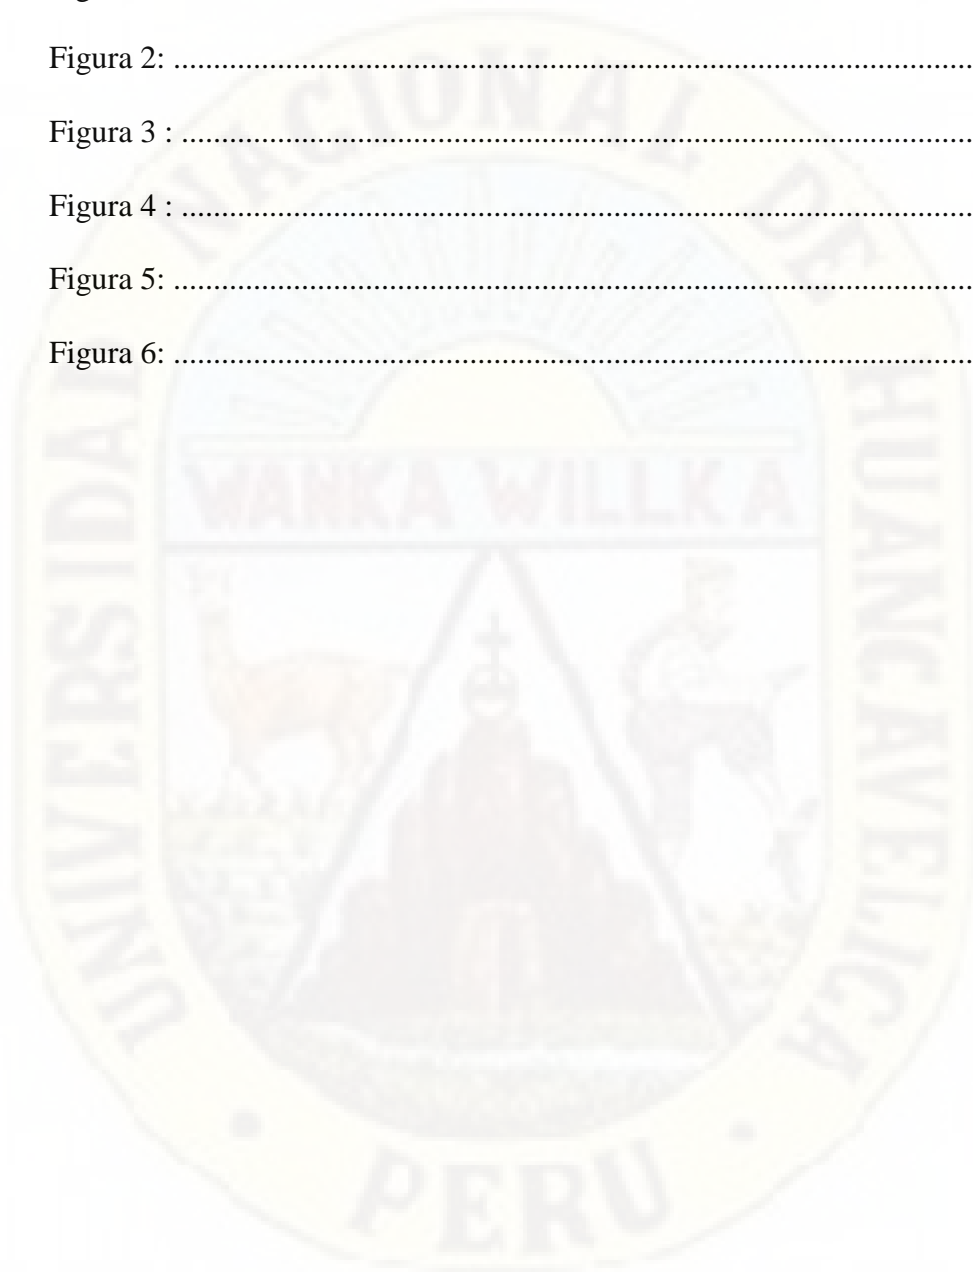 Figura 2: ....................................................................................................
Figura 3 : ...................................................................................................
Figura 4 : ...................................................................................................
Figura 5: ....................................................................................................
Figura 6: ....................................................................................................
UNIVERSIDAD NACIONAL DE HUANCAVELICA
WANKA WILLKA
PERU